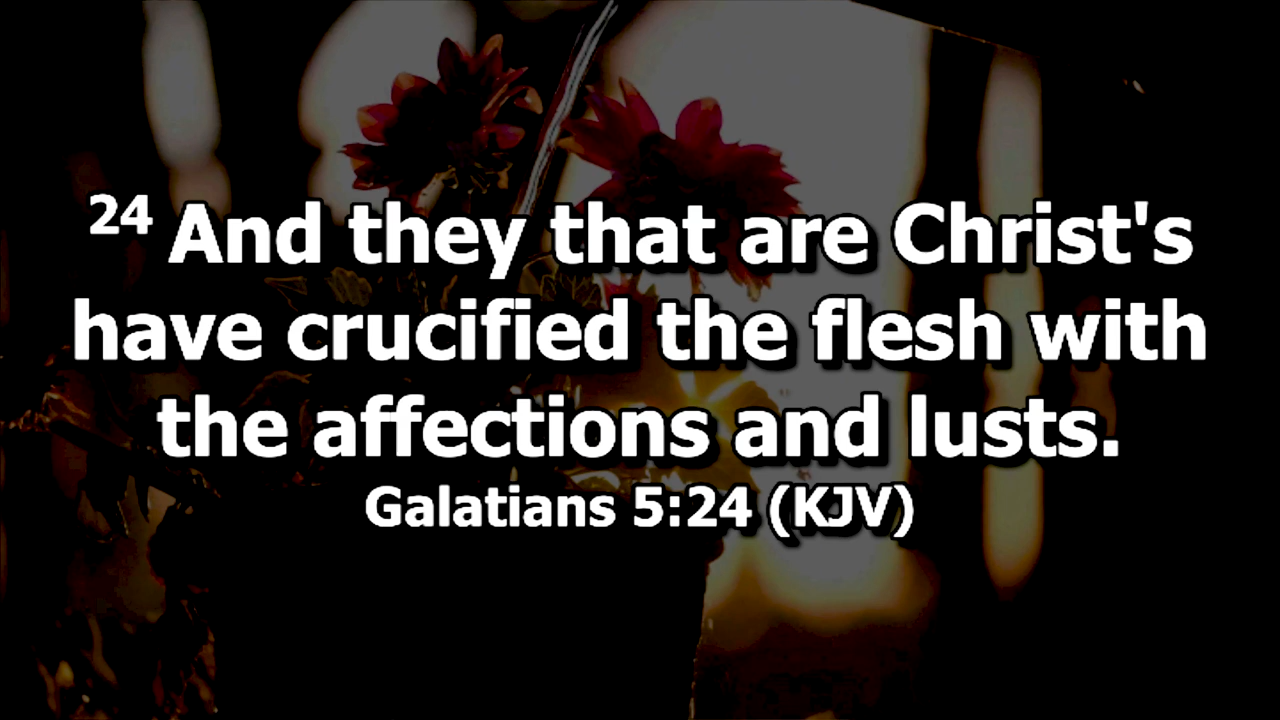 24 And they that are Christ's
have crucified the flesh with
the affections and lusts.
Galatians 5:24 (KJV)